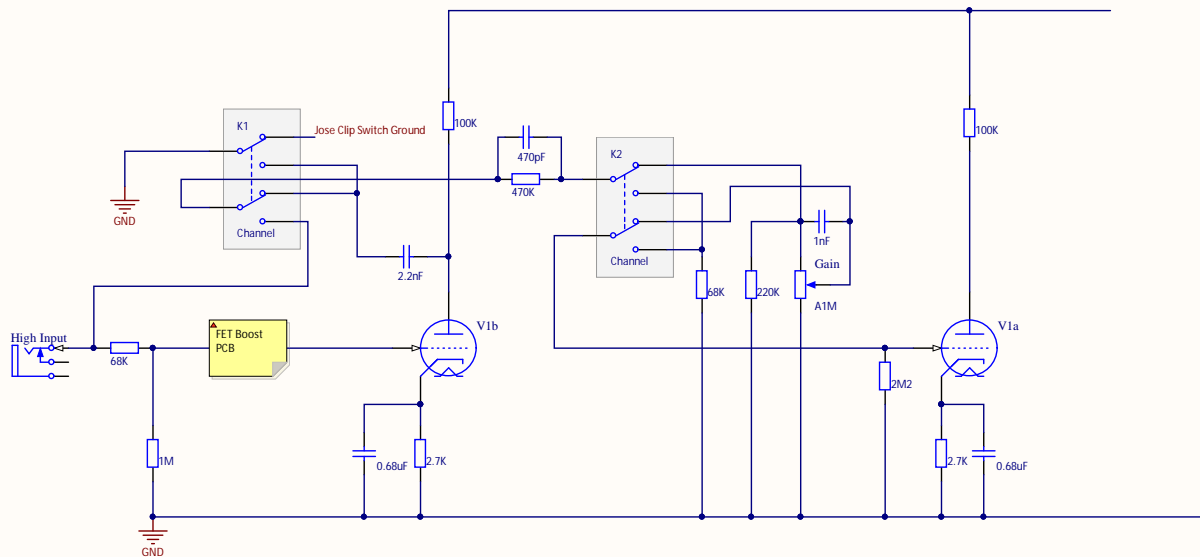 K1
Jose Clip Switch Ground
100K
100K
470pF
K2
470K
GND
Channel
1nF
Gain
Channel
2.2nF
68K
220K
A1M
High Input
FET Boost
PCB
V1b
V1a
68K
2M2
1M
0.68uF
2.7K
2.7K
0.68uF
GND